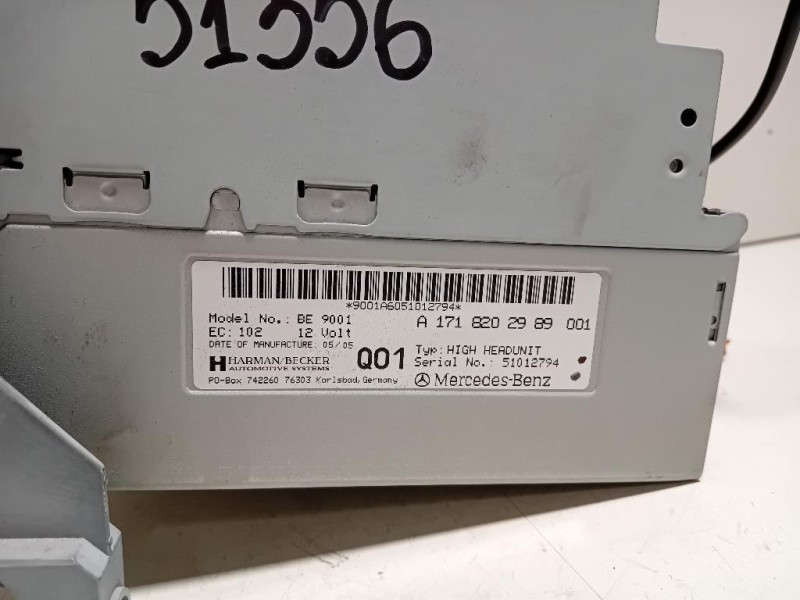 51556
*9001A6051012794*
Model No.: BE 9001
A 171 820 29 89 001
EC: 102 12 Volt
DATE OF MANUFACTURE: 05/05
HARMAN/BECKER
AUTOMOTIVE SYSTEMS
Q01
Typ: HIGH HEADUNIT
Serial No.: 51012794
PO-Box 742260 76303 Karlsbad, Germany
Mercedes-Benz